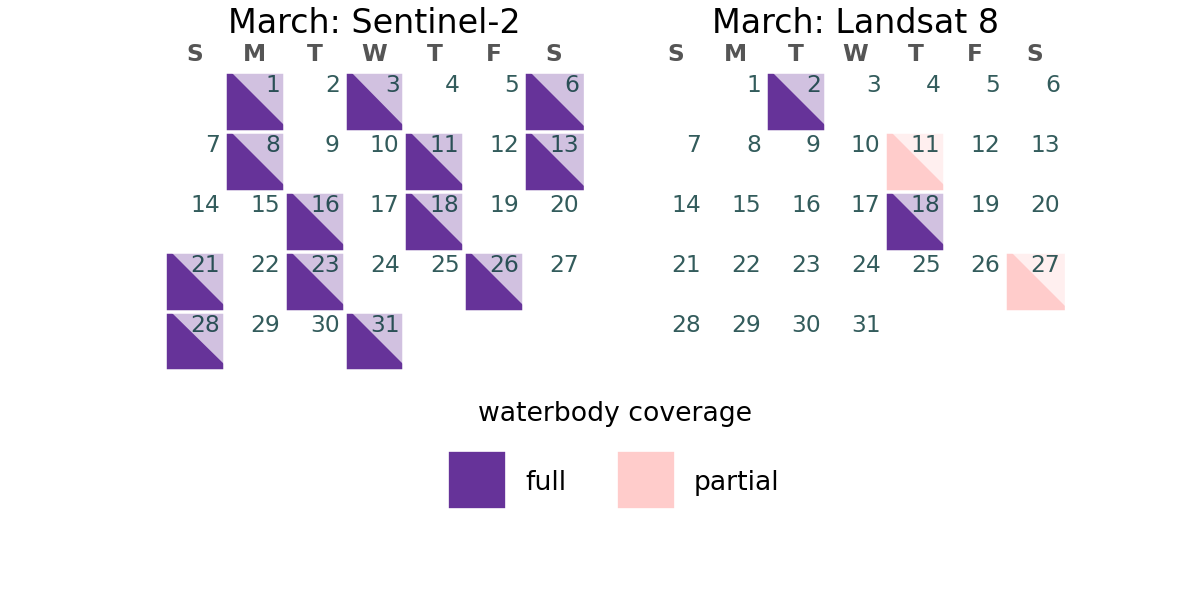 March: Sentinel-2
S M T W T F S
1 2 3 4 5 6
7 8 9 10 11 12 13
14 15 16 17 18 19 20
21 22 23 24 25 26 27
28 29 30 31
March: Landsat 8
S M T W T F S
1 2 3 4 5 6
7 8 9 10 11 12 13
14 15 16 17 18 19 20
21 22 23 24 25 26 27
28 29 30 31
waterbody coverage
full partial